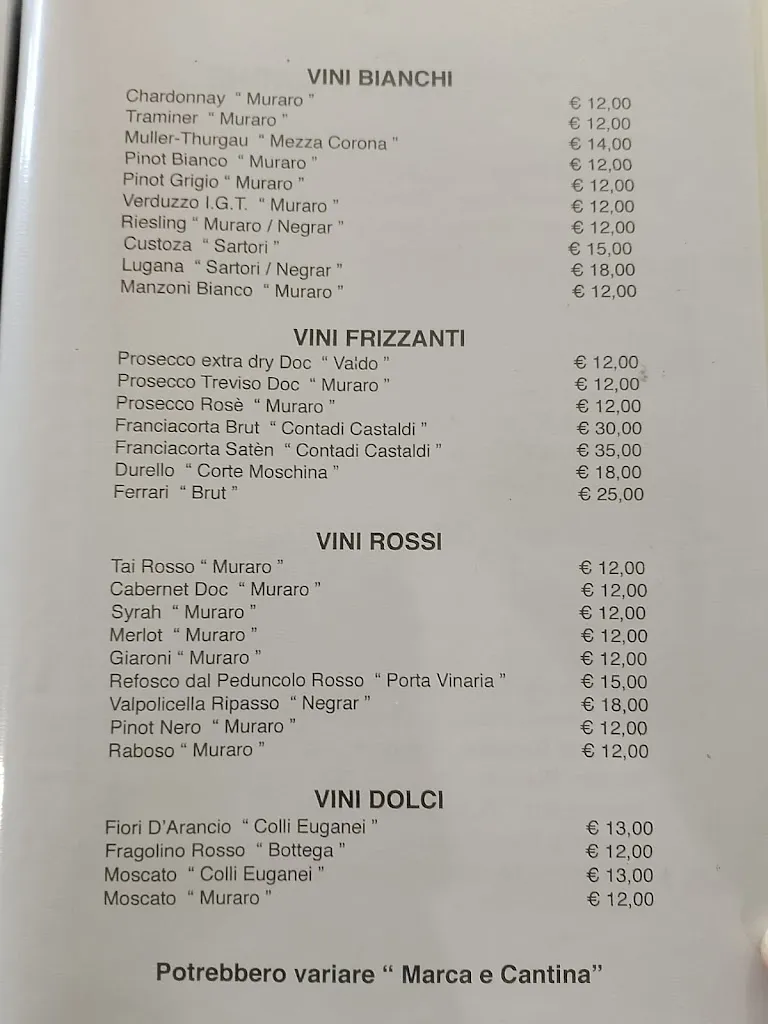 VINI BIANCHI
Chardonnay “ Muraro ” € 12,00
Traminer “ Muraro ” € 12,00
Muller-Thurgau “ Mezza Corona ” € 14,00
Pinot Bianco “ Muraro ” € 12,00
Pinot Grigio “ Muraro ” € 12,00
Verduzzo I.G.T. “ Muraro ” € 12,00
Riesling “ Muraro / Negrar ” € 12,00
Custoza “ Sartori ” € 15,00
Lugana “ Sartori / Negrar ” € 18,00
Manzoni Bianco “ Muraro ” € 12,00
VINI FRIZZANTI
Prosecco extra dry Doc “ Valdo ” € 12,00
Prosecco Treviso Doc “ Muraro ” € 12,00
Prosecco Rosè “ Muraro ” € 12,00
Franciacorta Brut “ Contadi Castaldi ” € 30,00
Franciacorta Satèn “ Contadi Castaldi ” € 35,00
Durello “ Corte Moschina ” € 18,00
Ferrari “ Brut ” € 25,00
VINI ROSSI
Tai Rosso “ Muraro ” € 12,00
Cabernet Doc “ Muraro ” € 12,00
Syrah “ Muraro ” € 12,00
Merlot “ Muraro ” € 12,00
Giaroni “ Muraro ” € 12,00
Refosco dal Peduncolo Rosso “ Porta Vinaria ” € 15,00
Valpolicella Ripasso “ Negrar ” € 18,00
Pinot Nero “ Muraro ” € 12,00
Raboso “ Muraro ” € 12,00
VINI DOLCI
Fiori D'Arancio “ Colli Euganei ” € 13,00
Fragolino Rosso “ Bottega ” € 12,00
Moscato “ Colli Euganei ” € 13,00
Moscato “ Muraro ” € 12,00
Potrebbero variare “ Marca e Cantina”